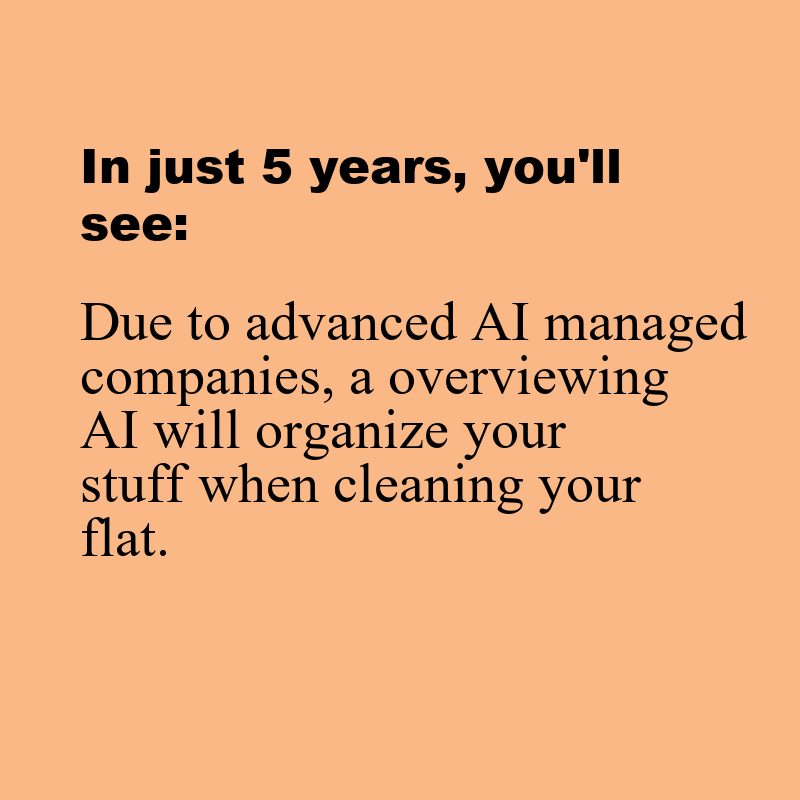 In just 5 years, you'll
see:
Due to advanced AI managed
companies, a overviewing
AI will organize your
stuff when cleaning your
flat.